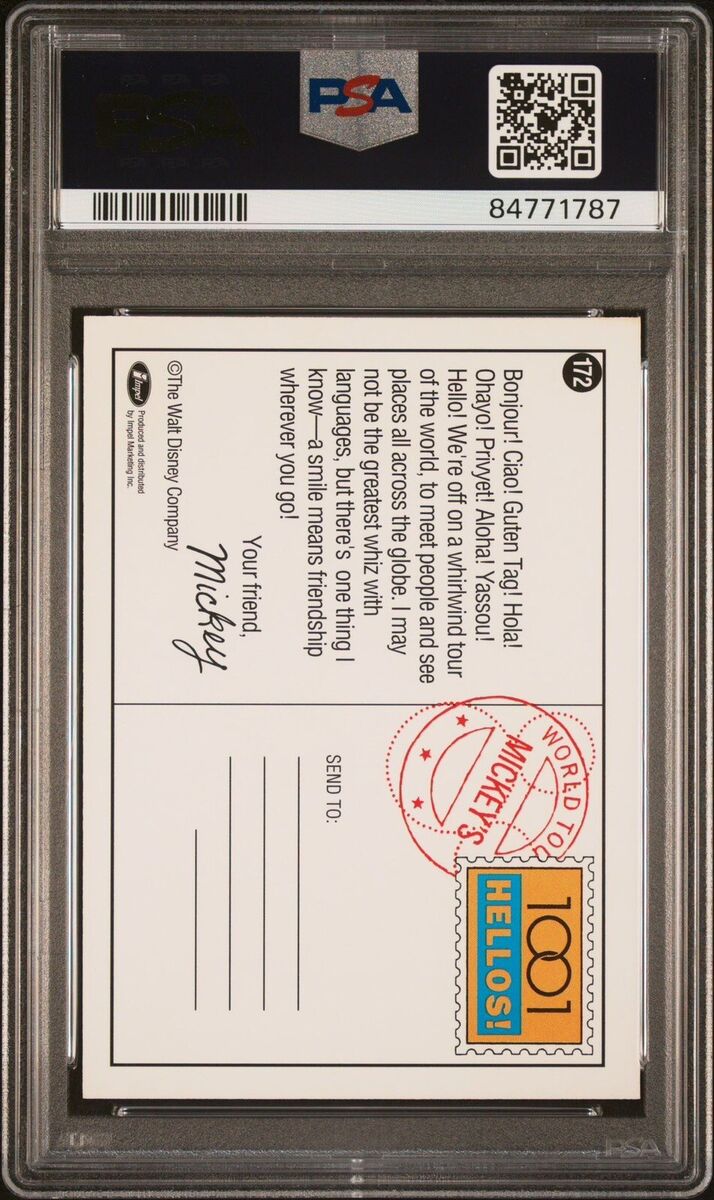 PSA
84771787
172
Bonjour! Ciao! Guten Tag! Hola!
Ohayo! Privyet! Aloha! Yassou!
Hello! We're off on a whirlwind tour
of the world, to meet people and see
places all across the globe. I may
not be the greatest whiz with
languages, but there's one thing I
know—a smile means friendship
wherever you go!
Your friend,
Mickey
©The Walt Disney Company
Impel
Produced and distributed
by Impel Marketing Inc.
WORLD TOU
MICKEY'S
1001
HELLOS!
SEND TO:
PSA